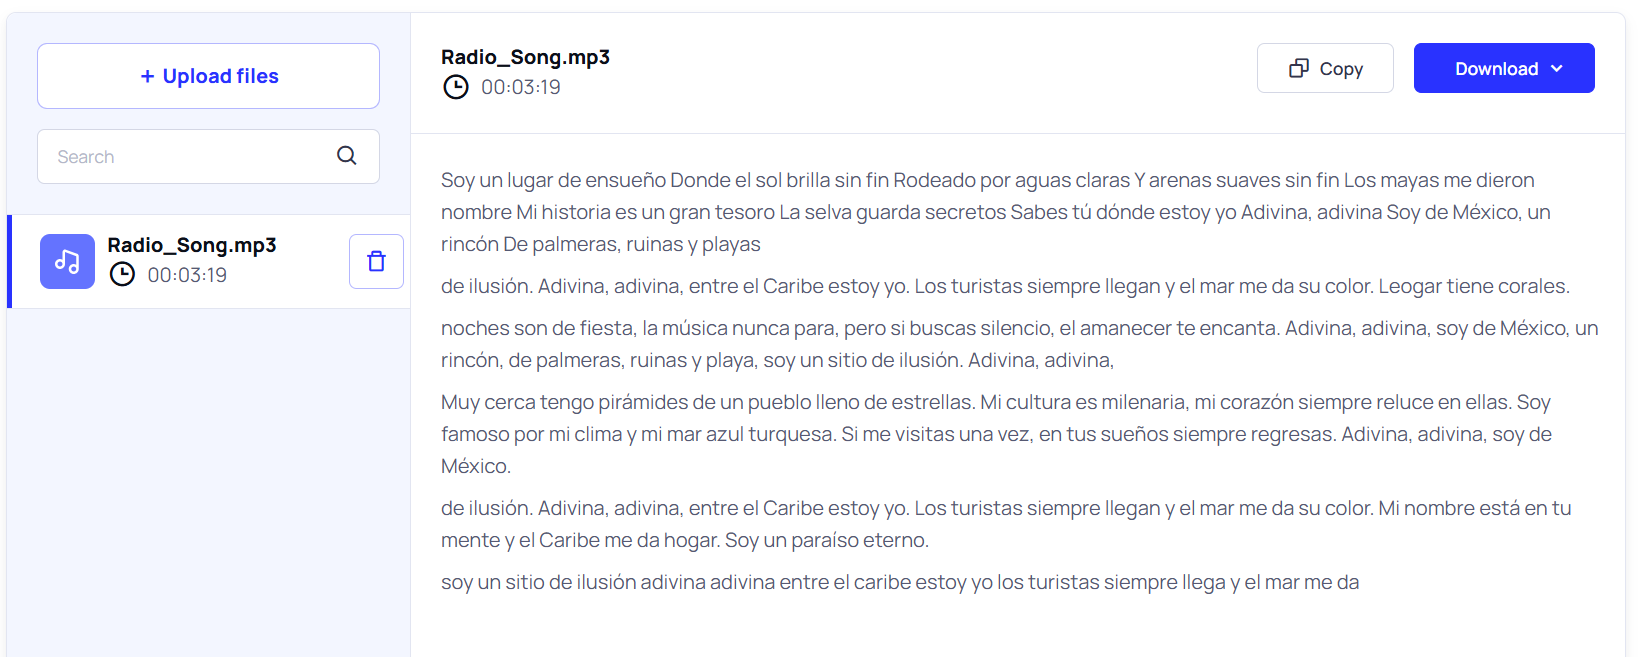 + Upload files
Search
Radio_Song.mp3
00:03:19
Radio_Song.mp3
00:03:19
Copy
Download
Soy un lugar de ensueño Donde el sol brilla sin fin Rodeado por aguas claras Y arenas suaves sin fin Los mayas me dieron
nombre Mi historia es un gran tesoro La selva guarda secretos Sabes tú dónde estoy yo Adivina, adivina Soy de México, un
rincón De palmeras, ruinas y playas
de ilusión. Adivina, adivina, entre el Caribe estoy yo. Los turistas siempre llegan y el mar me da su color. Leogar tiene corales.
noches son de fiesta, la música nunca para, pero si buscas silencio, el amanecer te encanta. Adivina, adivina, soy de México, un
rincón, de palmeras, ruinas y playa, soy un sitio de ilusión. Adivina, adivina,
Muy cerca tengo pirámides de un pueblo lleno de estrellas. Mi cultura es milenaria, mi corazón siempre reluce en ellas. Soy
famoso por mi clima y mi mar azul turquesa. Si me visitas una vez, en tus sueños siempre regresas. Adivina, adivina, soy de
México.
de ilusión. Adivina, adivina, entre el Caribe estoy yo. Los turistas siempre llegan y el mar me da su color. Mi nombre está en tu
mente y el Caribe me da hogar. Soy un paraíso eterno.
soy un sitio de ilusión adivina adivina entre el caribe estoy yo los turistas siempre llega y el mar me da